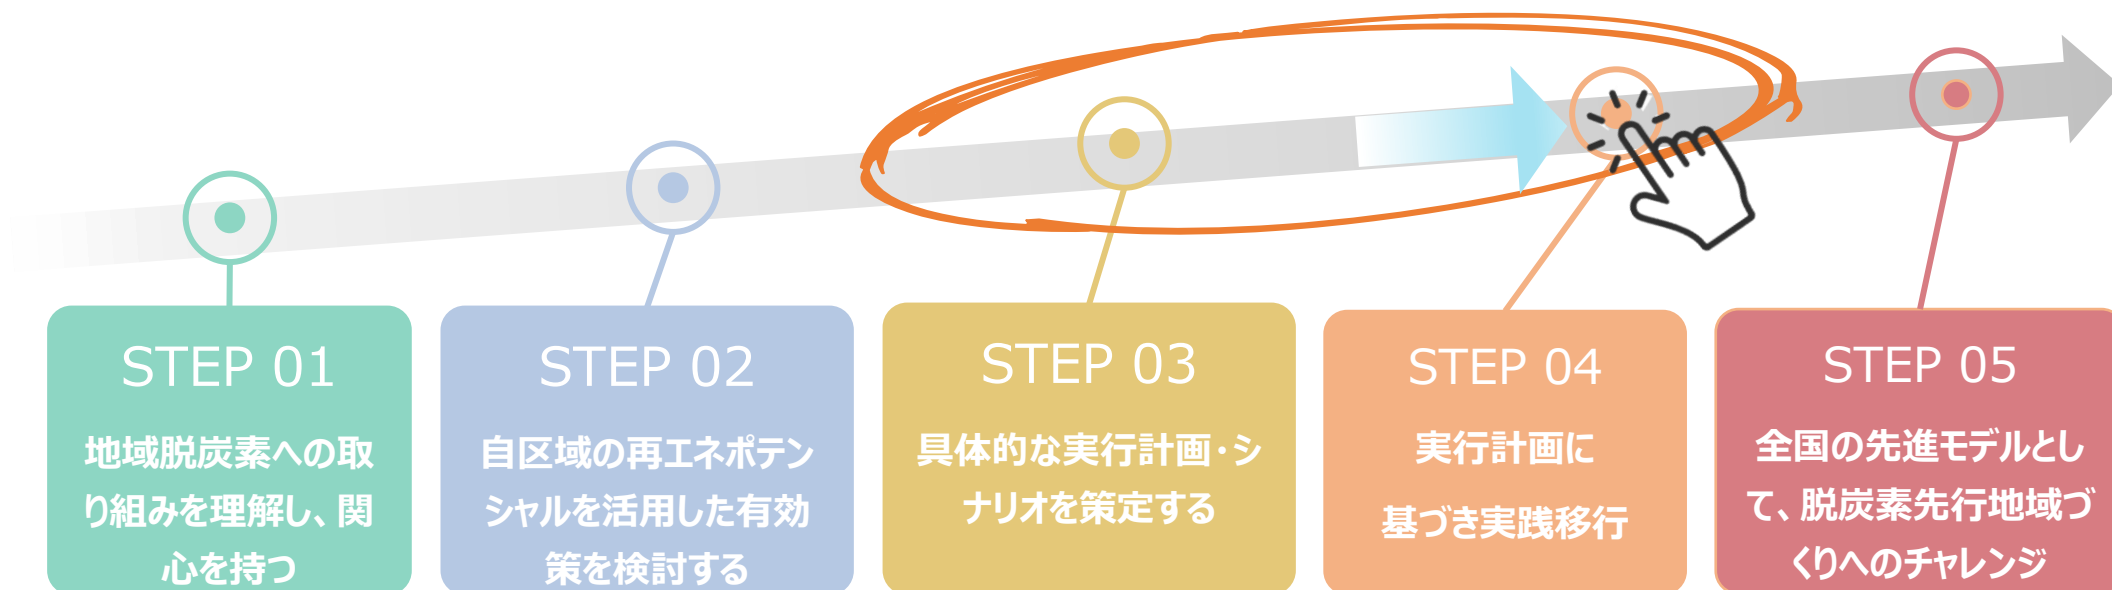 STEP 01
地域脱炭素への取
り組みを理解し、関
心を持つ
STEP 02
自区域の再エネポテン
シャルを活用した有効
策を検討する
STEP 03
具体的な実行計画・シ
ナリオを策定する
STEP 04
実行計画に
基づき実践移行
STEP 05
全国の先進モデルとし
て、脱炭素先行地域づ
くりへのチャレンジ